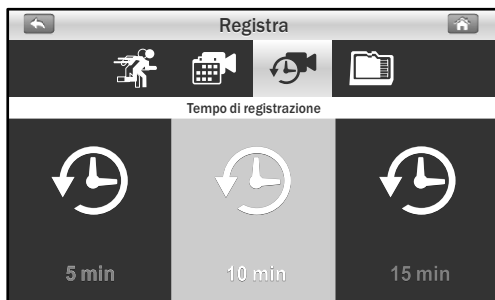 Registra
Tempo di registrazione
5 min
10 min
15 min